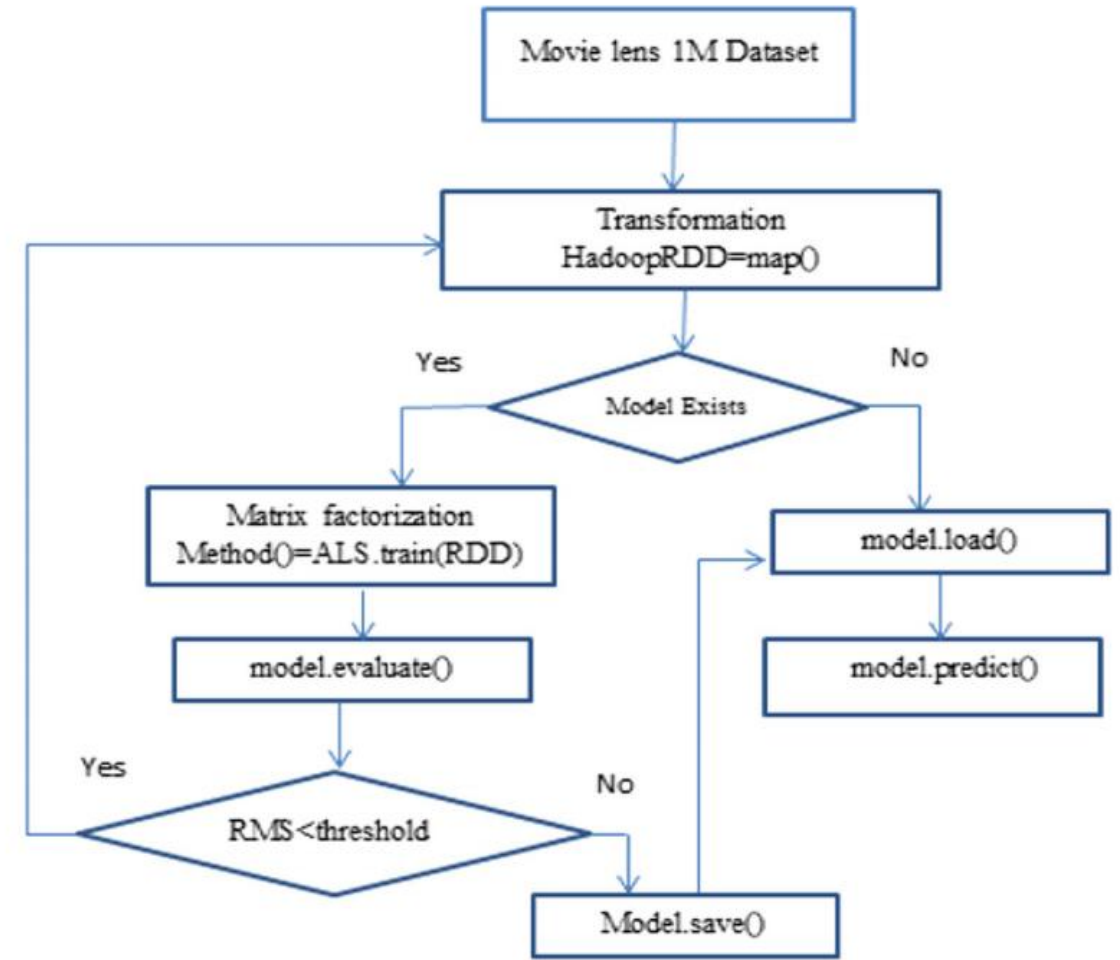 Movie lens 1M Dataset
Transformation
HadoopRDD=map()
Yes
No
Model Exists
Matrix factorization
Method()=ALS.train(RDD)
model.load()
model.evaluate()
model.predict()
Yes
No
RMS<threshold
Model.save()